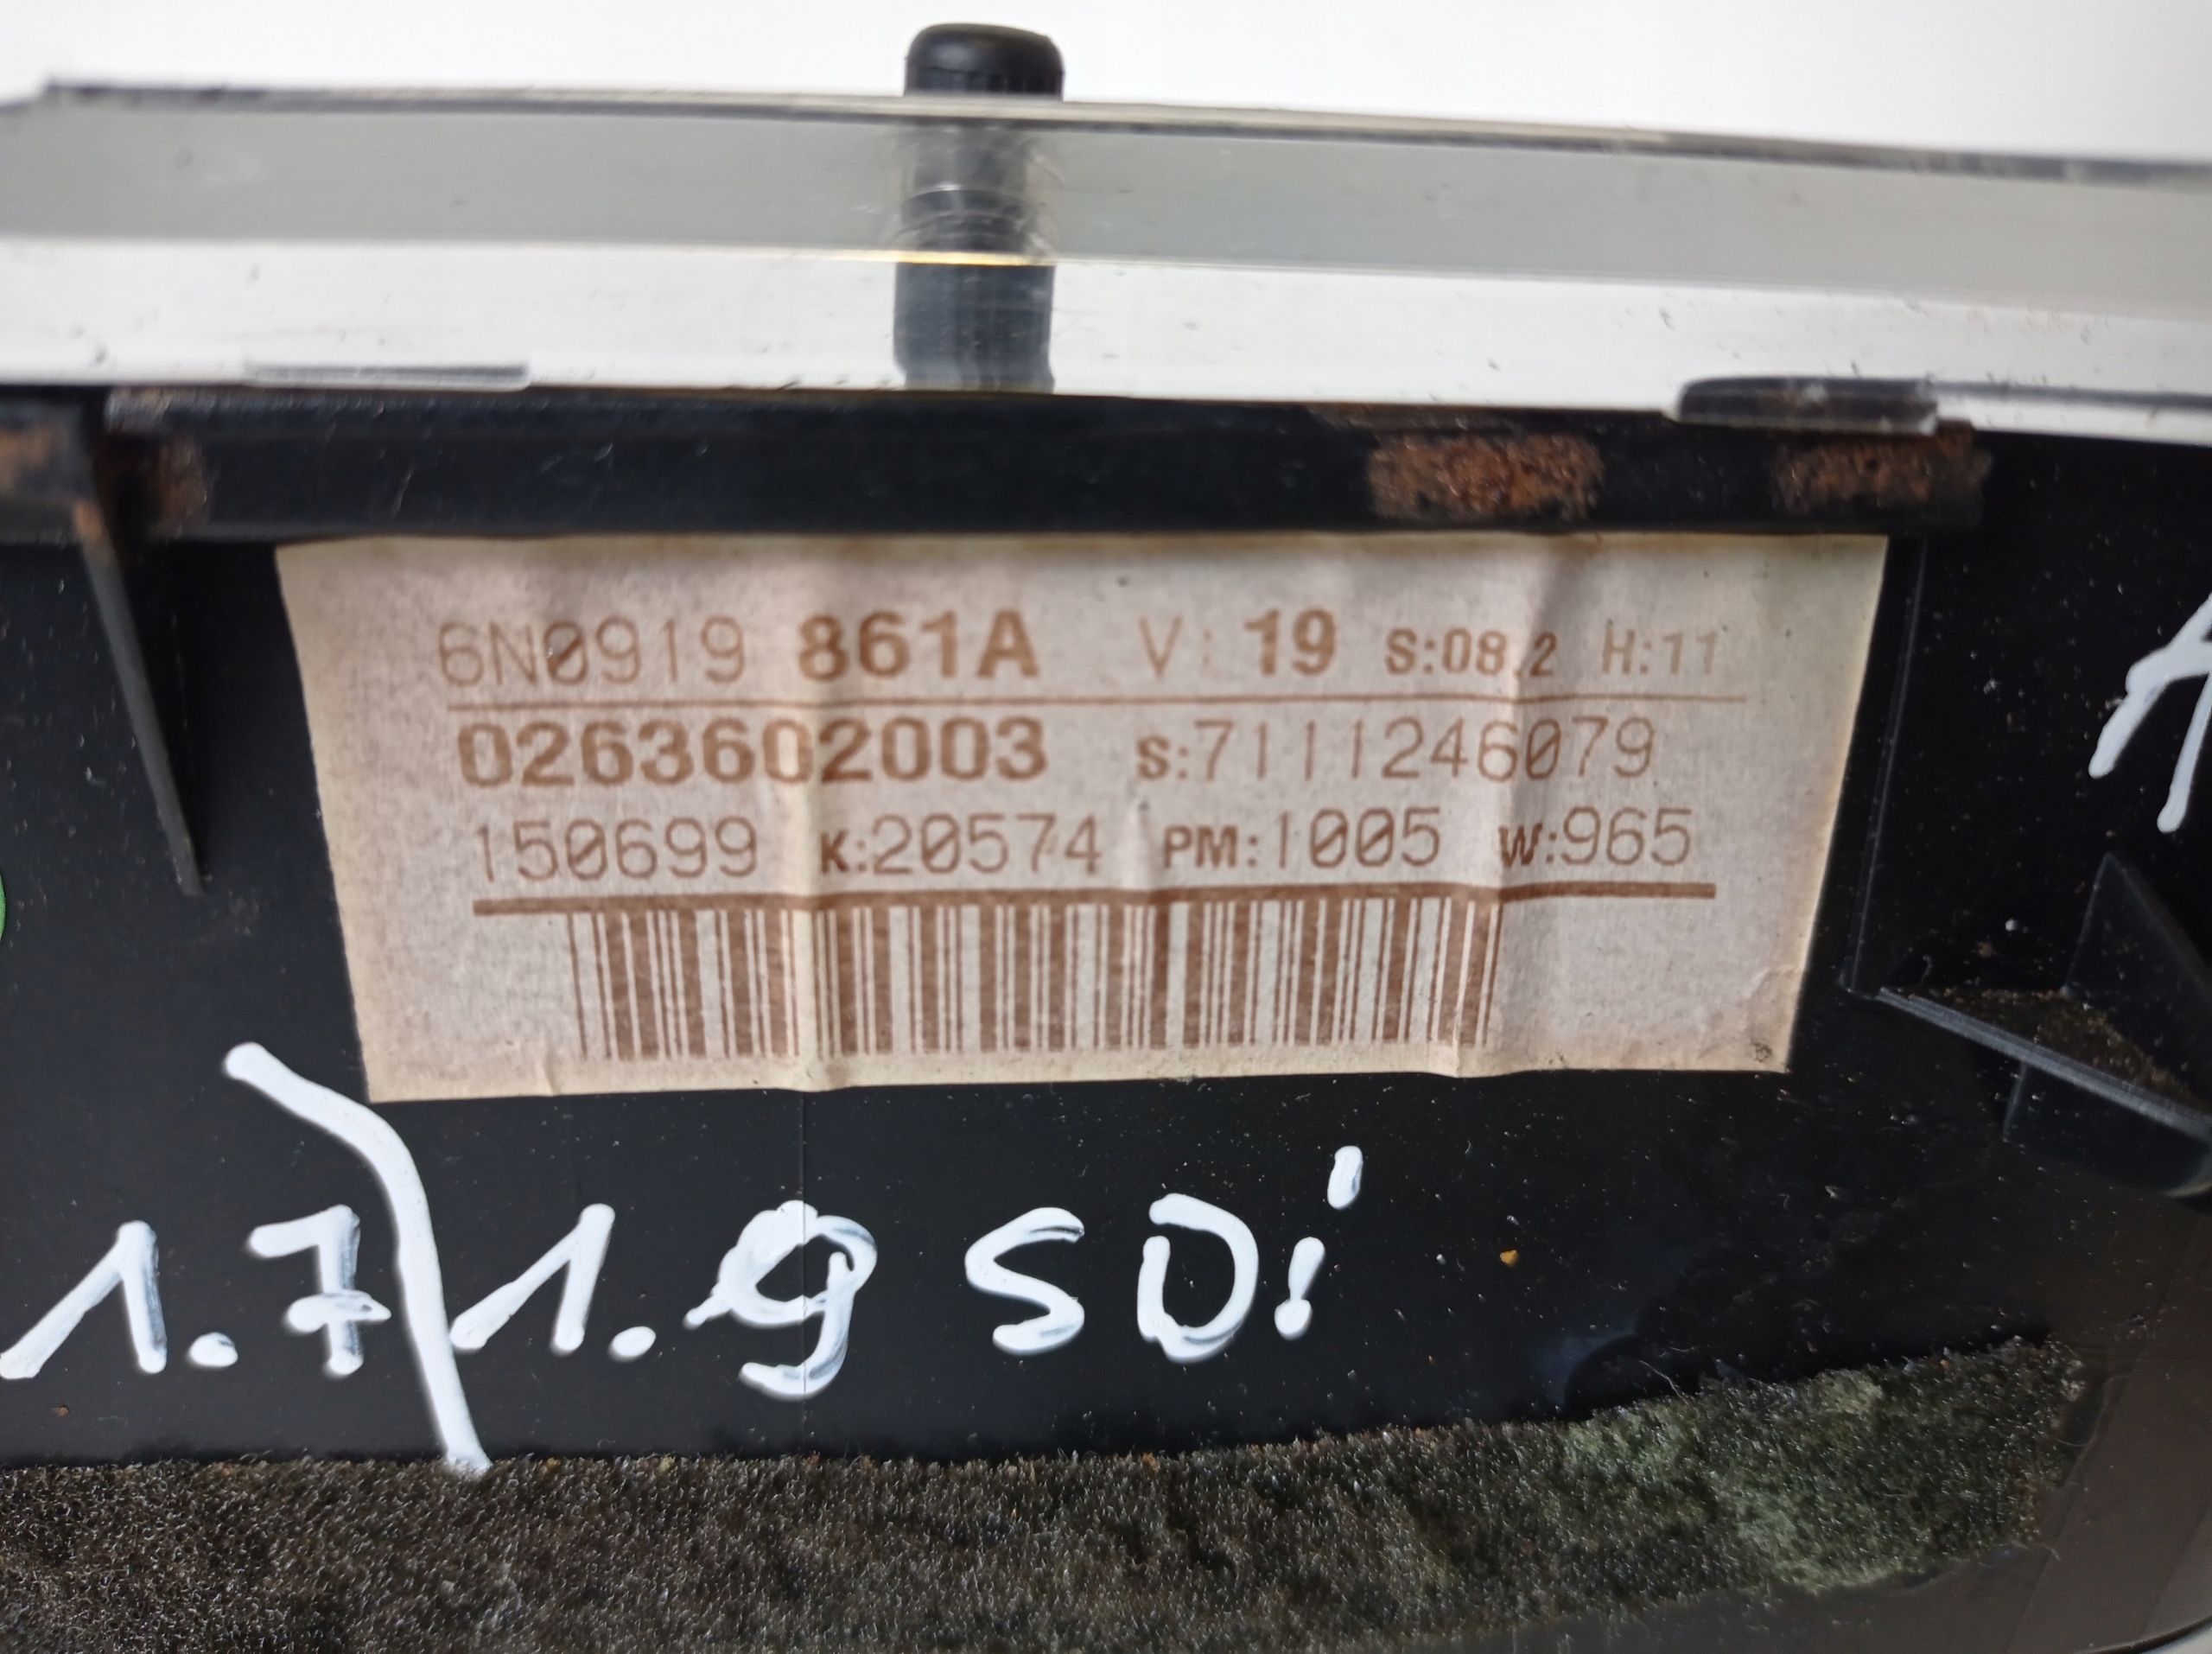 6N0919 861A V: 19 S:08.2 H:11
0263602003 S:7111246079
150699 K:20574 PM:1005 W:965
1.7/1.9 SDi